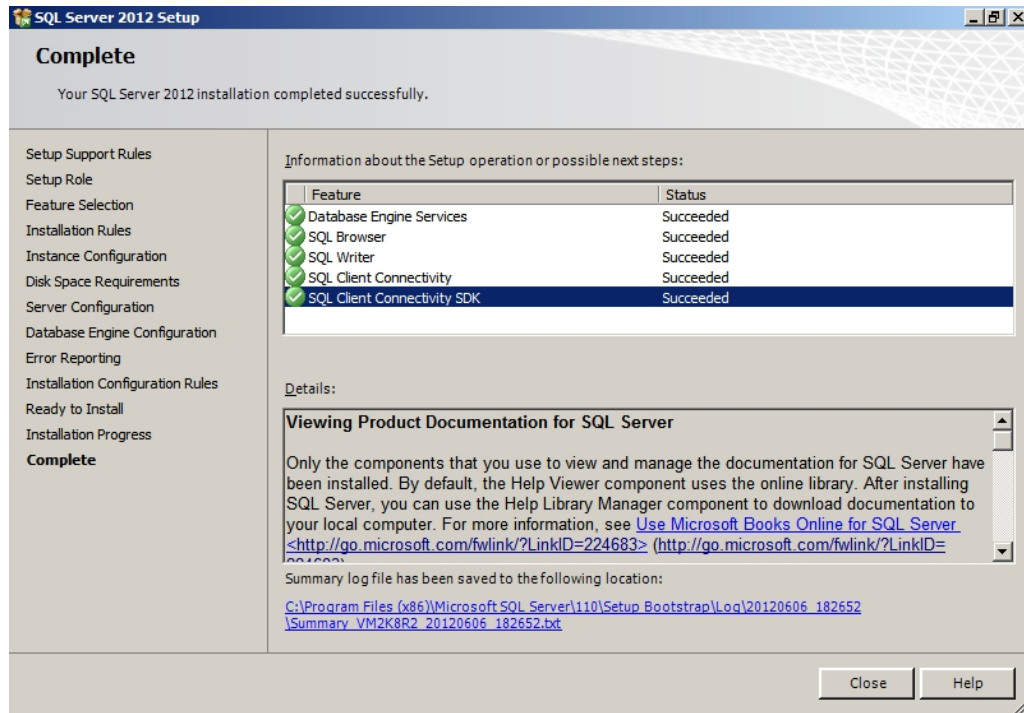 SQL Server 2012 Setup
Complete
Your SQL Server 2012 installation completed successfully.
Setup Support Rules
Setup Role
Feature Selection
Installation Rules
Instance Configuration
Disk Space Requirements
Server Configuration
Database Engine Configuration
Error Reporting
Installation Configuration Rules
Ready to Install
Installation Progress
Complete
Information about the Setup operation or possible next steps:
Feature Status
Database Engine Services Succeeded
SQL Browser Succeeded
SQL Writer Succeeded
SQL Client Connectivity Succeeded
SQL Client Connectivity SDK Succeeded
Details:
Viewing Product Documentation for SQL Server
Only the components that you use to view and manage the documentation for SQL Server have
been installed. By default, the Help Viewer component uses the online library. After installing
SQL Server, you can use the Help Library Manager component to download documentation to
your local computer. For more information, see Use Microsoft Books Online for SQL Server
<http://go.microsoft.com/fwlink/?LinkID=224683> (http://go.microsoft.com/fwlink/?LinkID=
Summary log file has been saved to the following location:
C:\Program Files (x86)\Microsoft SQL Server\110\Setup Bootstrap\Log\20120606_182652
\Summary_VM2K8R2_20120606_182652.txt
Close Help